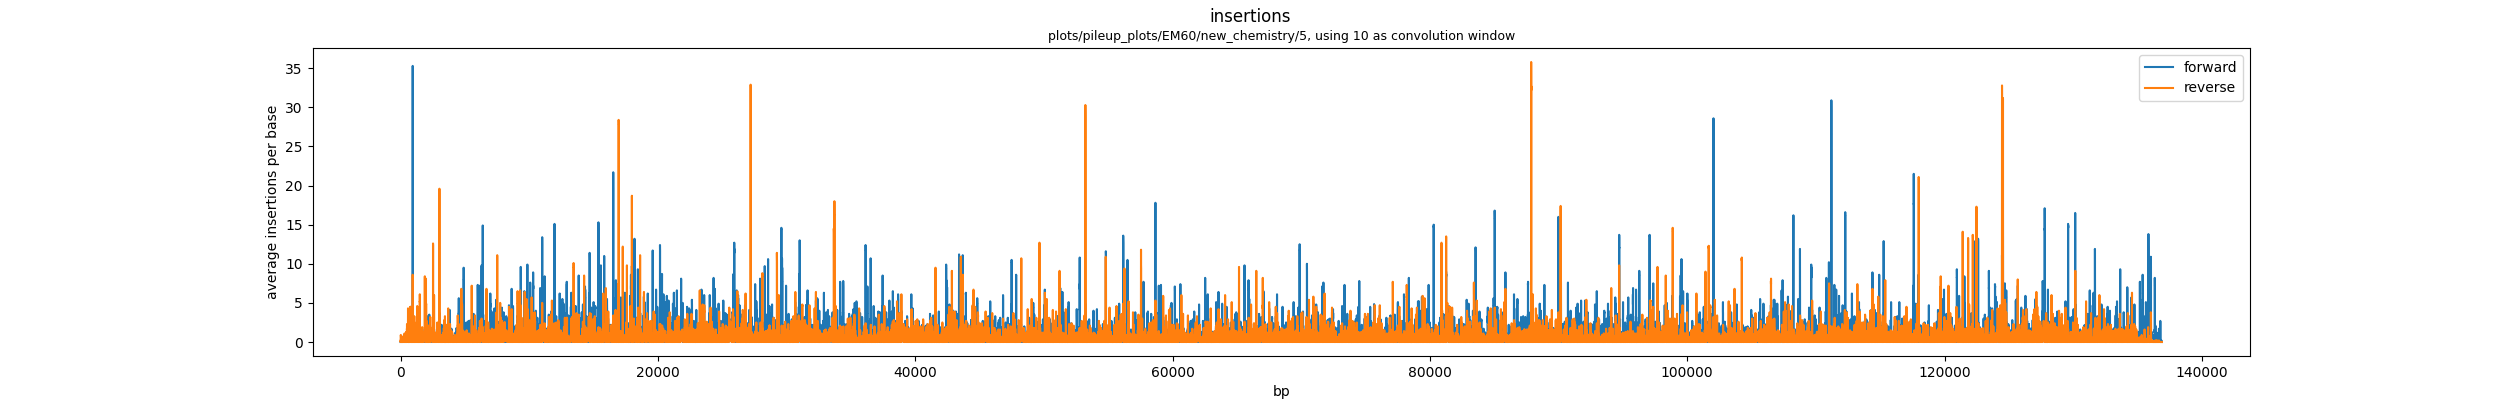 insertions
plots/pileup_plots/EM60/new_chemistry/5, using 10 as convolution window
average insertions per base
35
30
25
20
15
10
5
0
forward
reverse
0 20000 40000 60000 80000 100000 120000 140000
bp